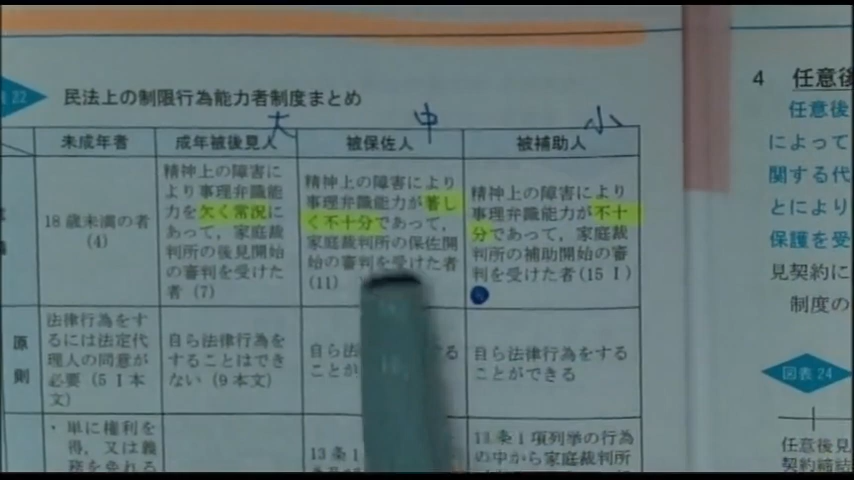 22
民法上の制限行為能力者制度まとめ
大
中
小
未成年者
成年被後見人
被保佐人
被補助人
18歳未満の者
(4)
精神上の障害に
より事理弁識能
力を欠く常況に
あって，家庭裁
判所の後見開始
の審判を受けた
者(7)
精神上の障害により
事理弁識能力が著し
く不十分であって，
家庭裁判所の保佐開
始の審判を受けた者
(11)
精神上の障害により
事理弁識能力が不十
分であって，家庭裁
判所の補助開始の審
判を受けた者(15Ⅰ)
原
則
法律行為をす
るには法定代
理人の同意が
必要(5Ⅰ本
文)
自ら法律行為を
することはでき
ない(9本文)
自ら法
する
ことが
自ら法律行為をする
ことができる
・単に権利を
得，又は義
務を免れる
13条1
13条1項列挙の行為
の中から家庭裁判所
4 任意後
任意後
によって
関する代
とにより
保護を受
見契約に
制度の
図表24
任意後見
契約締結